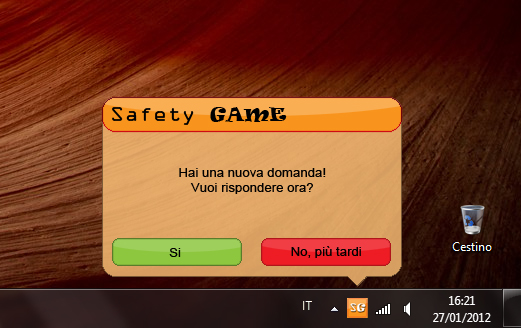 Safety GAME
Hai una nuova domanda!
Vuoi rispondere ora?
Si
No, più tardi
Cestino
IT
SG
16:21
27/01/2012